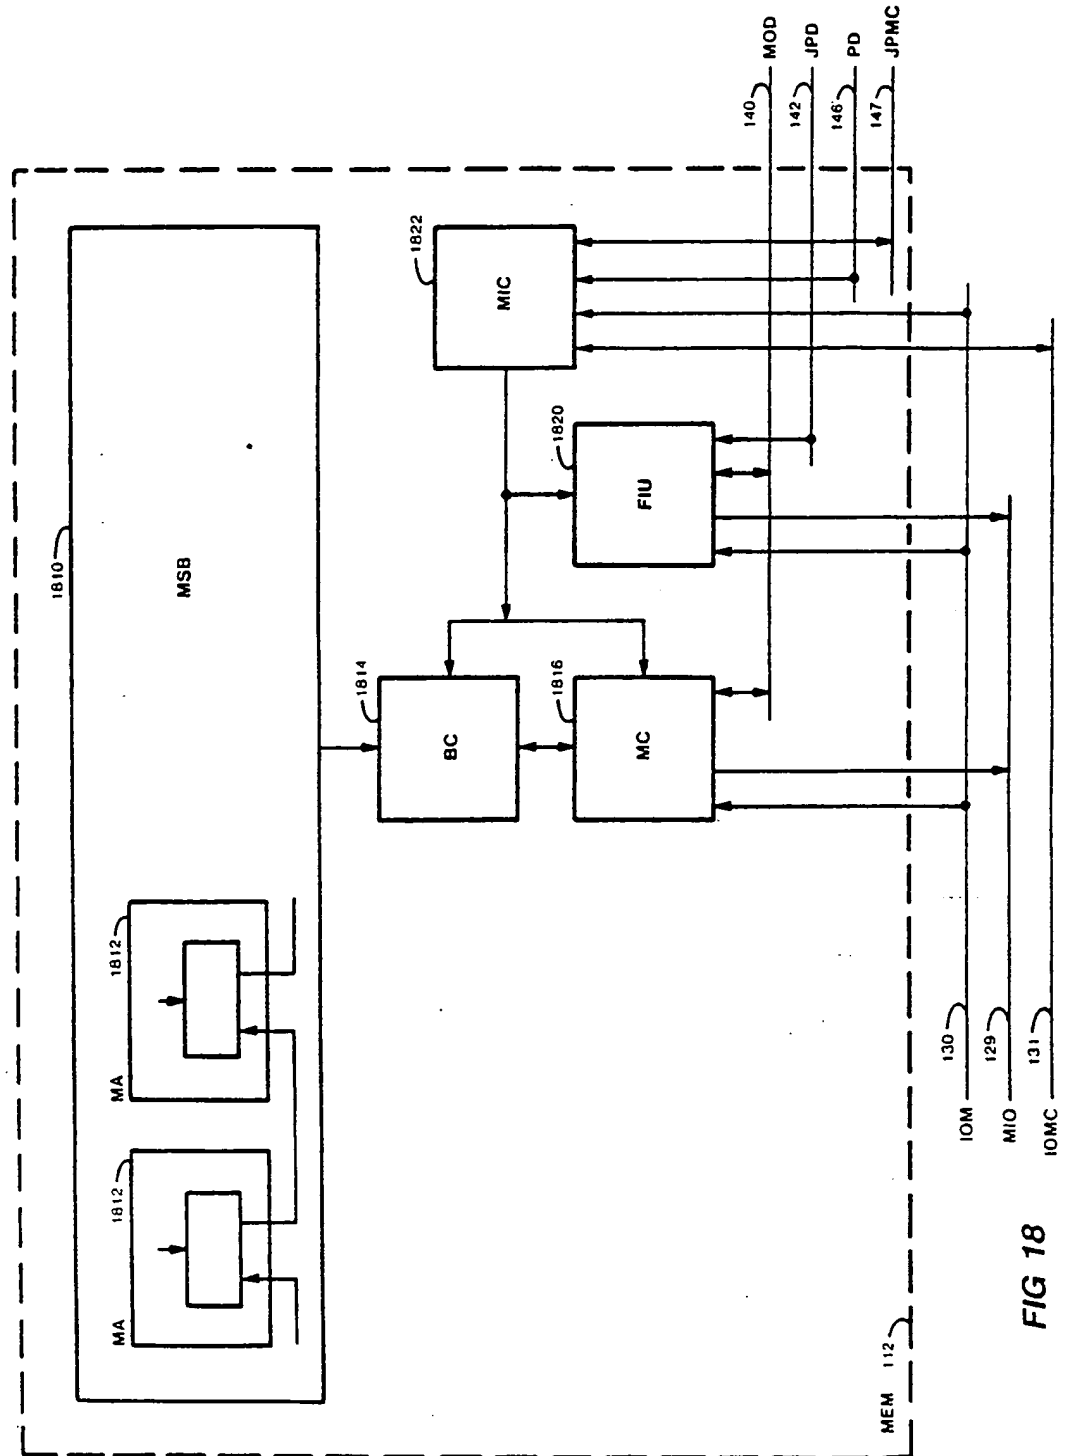 1810
MSB
MA
1812
MA
1812
1814
BC
1816
MC
1820
FIU
1822
MIC
140
MOD
142
JPD
146
PD
147
JPMC
MEM 112
IOM
130
MIO
129
IOMC
131
FIG 18